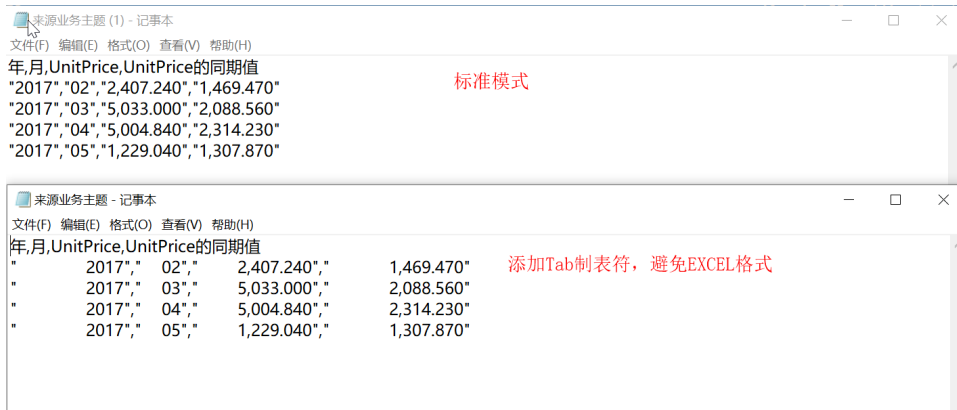 来源业务主题 (1) - 记事本
文件(F) 编辑(E) 格式(O) 查看(V) 帮助(H)
年,月,UnitPrice,UnitPrice的同期值
"2017","02","2,407.240","1,469.470"
"2017","03","5,033.000","2,088.560"
"2017","04","5,004.840","2,314.230"
"2017","05","1,229.040","1,307.870"
标准模式
来源业务主题 - 记事本
文件(F) 编辑(E) 格式(O) 查看(V) 帮助(H)
年,月,UnitPrice,UnitPrice的同期值
"	2017","	02","	2,407.240","	1,469.470"
"	2017","	03","	5,033.000","	2,088.560"
"	2017","	04","	5,004.840","	2,314.230"
"	2017","	05","	1,229.040","	1,307.870"
添加Tab制表符，避免EXCEL格式